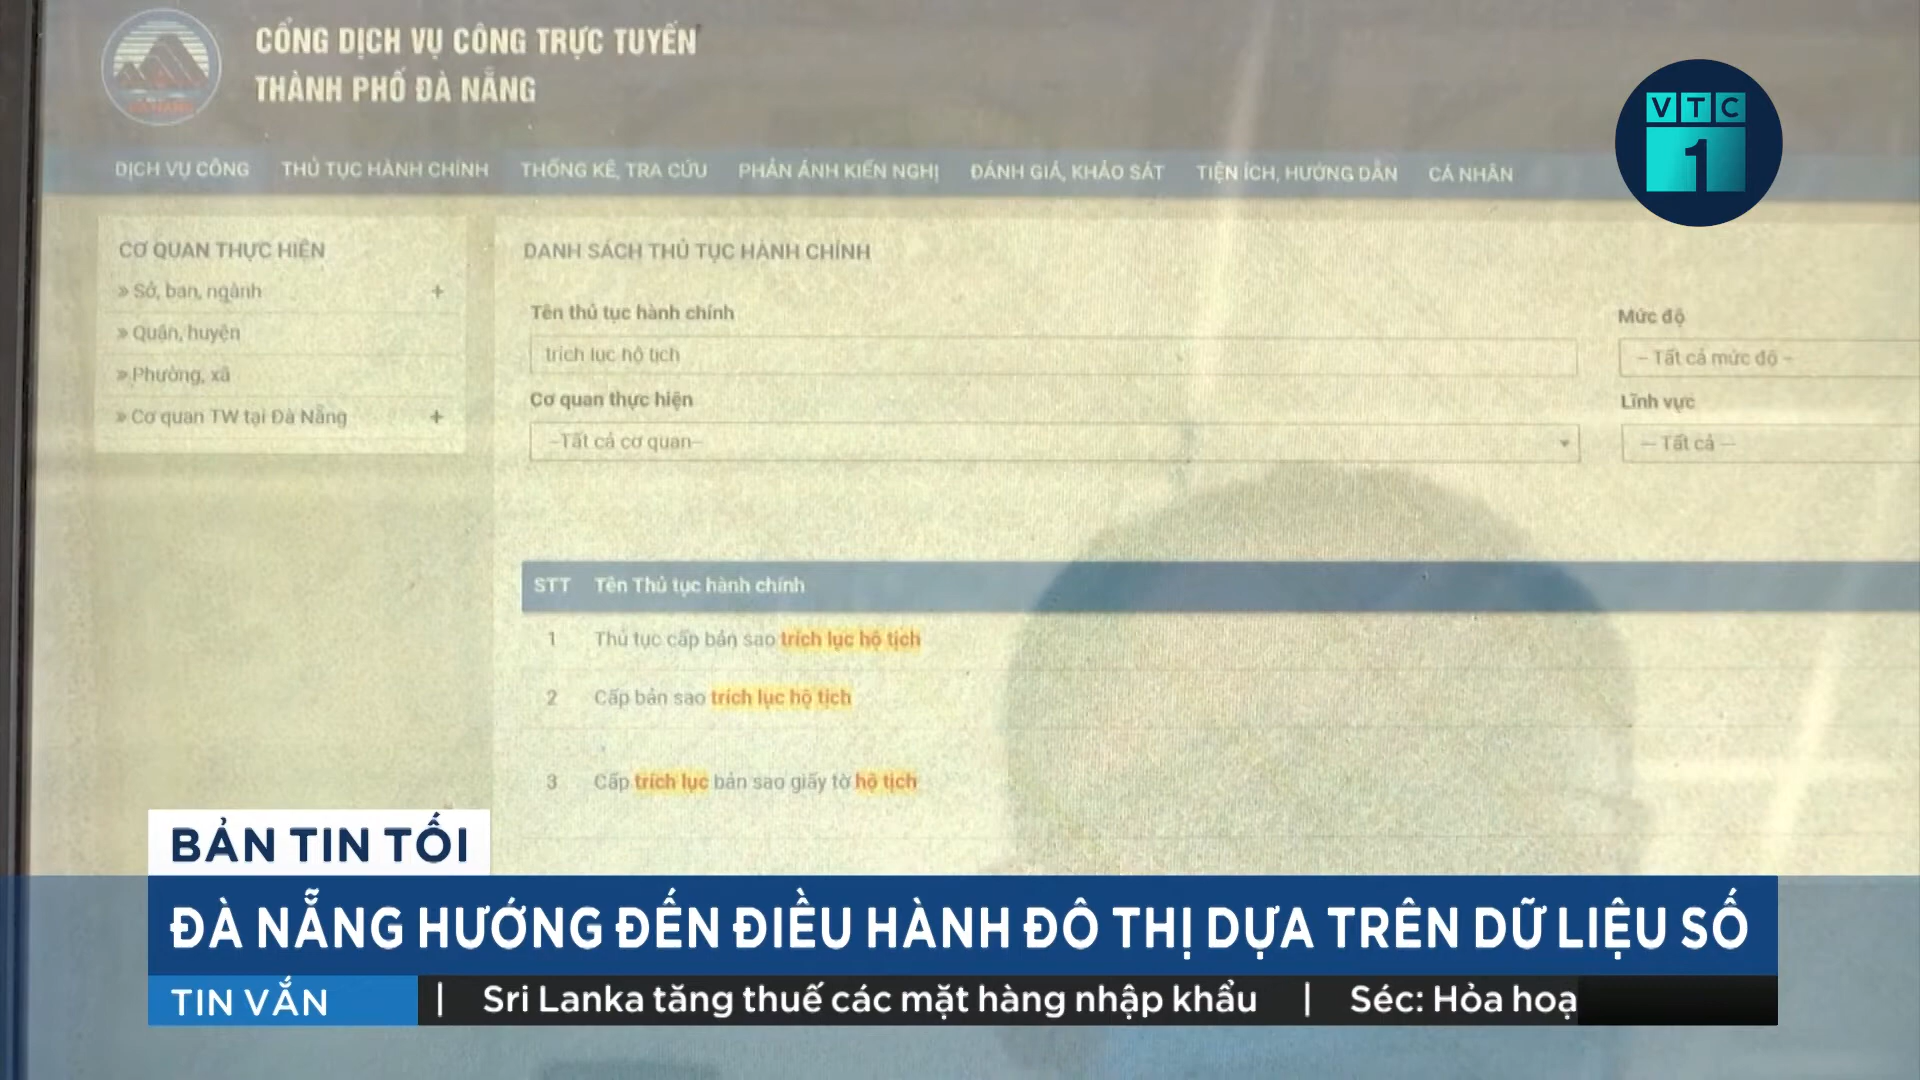 CỔNG DỊCH VỤ CÔNG TRỰC TUYẾN
THÀNH PHỐ ĐÀ NẴNG
ĐÀ NẴNG
VTC
1
DỊCH VỤ CÔNG THỦ TỤC HÀNH CHÍNH THỐNG KÊ, TRA CỨU PHẢN ÁNH KIẾN NGHỊ ĐÁNH GIÁ, KHẢO SÁT TIỆN ÍCH, HƯỚNG DẪN CÁ NHÂN
CƠ QUAN THỰC HIỆN
» Sở, ban, ngành +
» Quận, huyện
» Phường, xã
» Cơ quan TW tại Đà Nẵng +
DANH SÁCH THỦ TỤC HÀNH CHÍNH
Tên thủ tục hành chính
Mức độ
trích lục hộ tịch
-- Tất cả mức độ --
Cơ quan thực hiện
Lĩnh vực
--Tất cả cơ quan--
--- Tất cả ---
STT Tên Thủ tục hành chính
1 Thủ tục cấp bản sao trích lục hộ tịch
2 Cấp bản sao trích lục hộ tịch
3 Cấp trích lục bản sao giấy tờ hộ tịch
BẢN TIN TỐI
ĐÀ NẴNG HƯỚNG ĐẾN ĐIỀU HÀNH ĐÔ THỊ DỰA TRÊN DỮ LIỆU SỐ
TIN VẮN | Sri Lanka tăng thuế các mặt hàng nhập khẩu | Séc: Hỏa hoạ